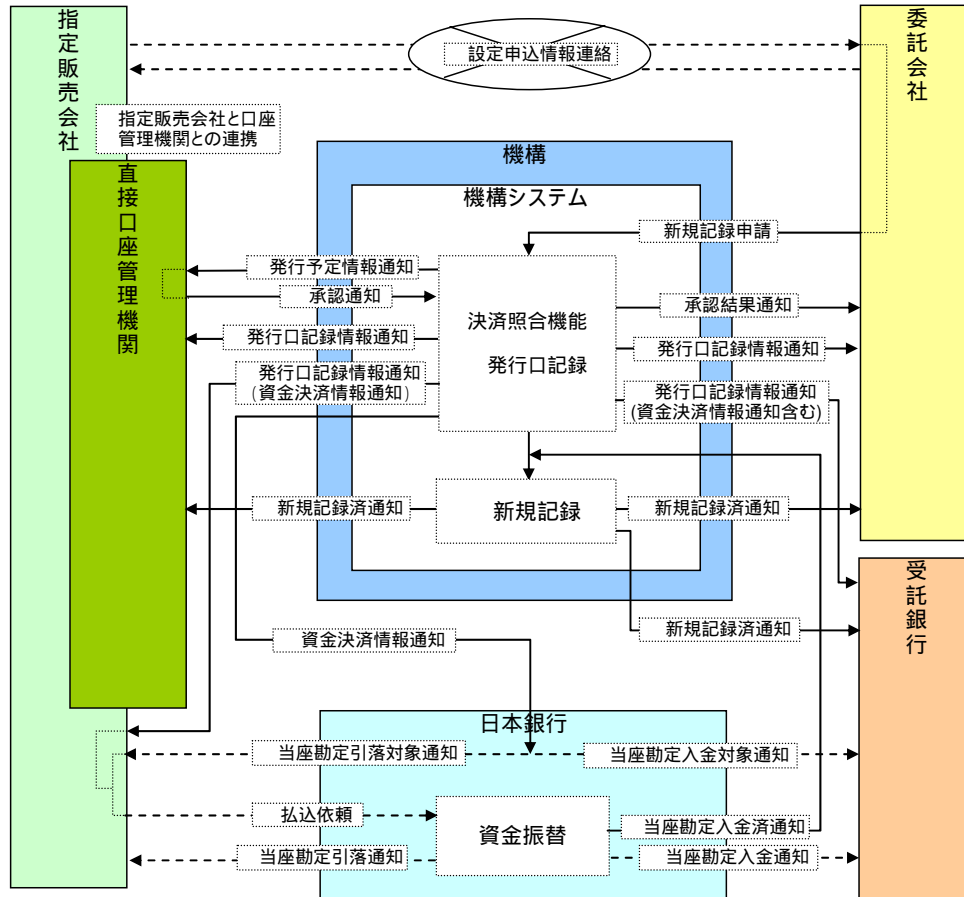 指定販売会社
委託会社
設定申込情報連絡
指定販売会社と口座
管理機関との連携
直接口座管理機関
機構
機構システム
新規記録申請
発行予定情報通知
承認通知
決済照合機能
発行口記録
承認結果通知
発行口記録情報通知
発行口記録情報通知
発行口記録情報通知
(資金決済情報通知)
発行口記録情報通知
(資金決済情報通知含む)
新規記録済通知
新規記録
新規記録済通知
受託銀行
新規記録済通知
資金決済情報通知
日本銀行
当座勘定引落対象通知
当座勘定入金対象通知
払込依頼
資金振替
当座勘定入金済通知
当座勘定引落通知
当座勘定入金通知